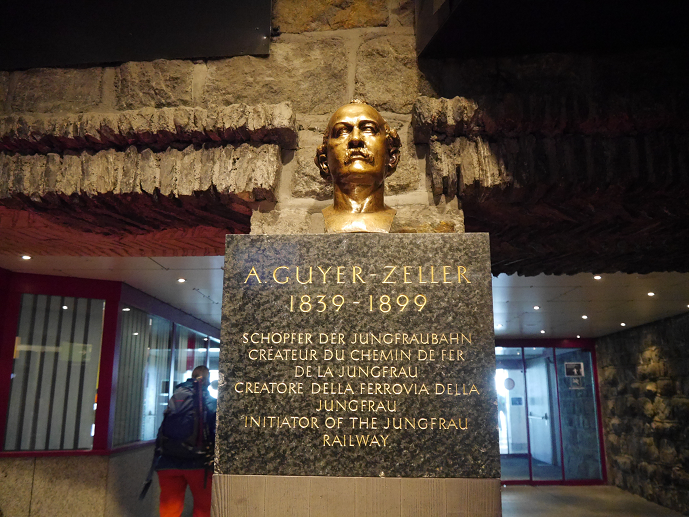 A. GUYER-ZELLER
1839-1899
SCHÖPFER DER JUNGFRAUBAHN
CREATEUR DU CHEMIN DE FER
DE LA JUNGFRAU
CREATORE DELLA FERROVIA DELLA
JUNGFRAU
INITIATOR OF THE JUNGFRAU
RAILWAY